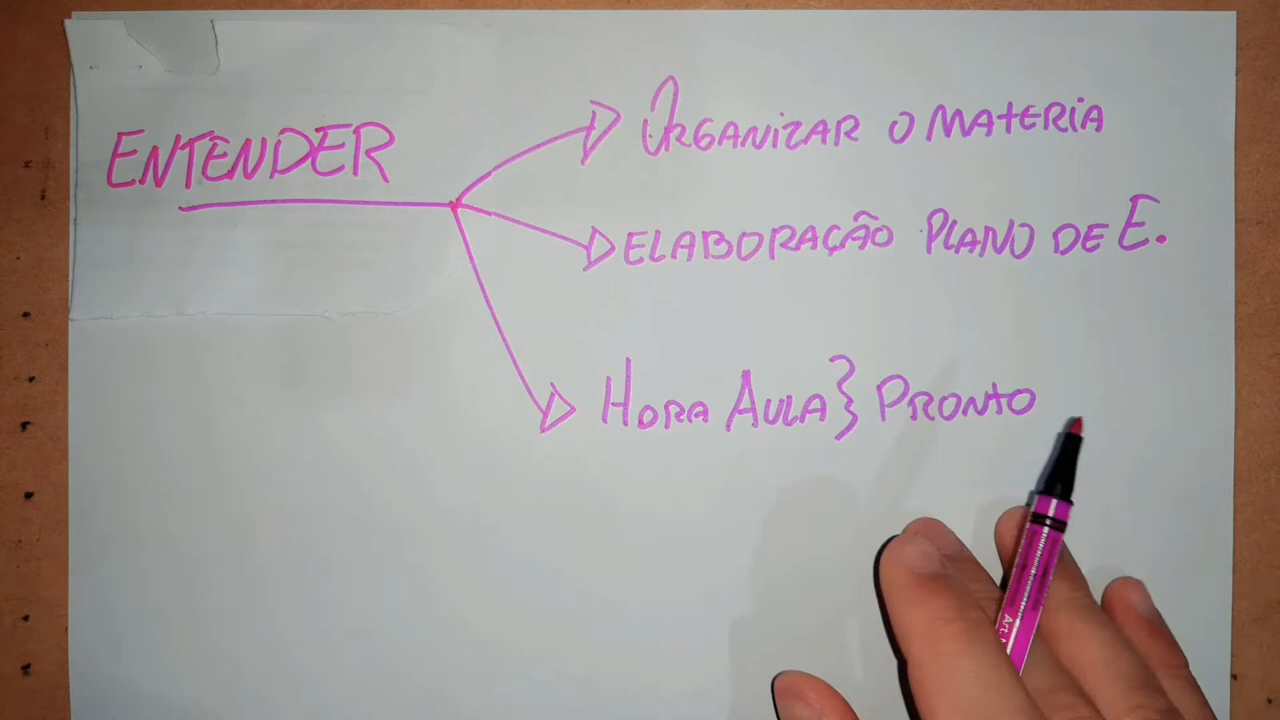 ENTENDER
ORGANIZAR O MATERIA
ELABORAÇÃO PLANO DE E.
HORA AULA} PRONTO